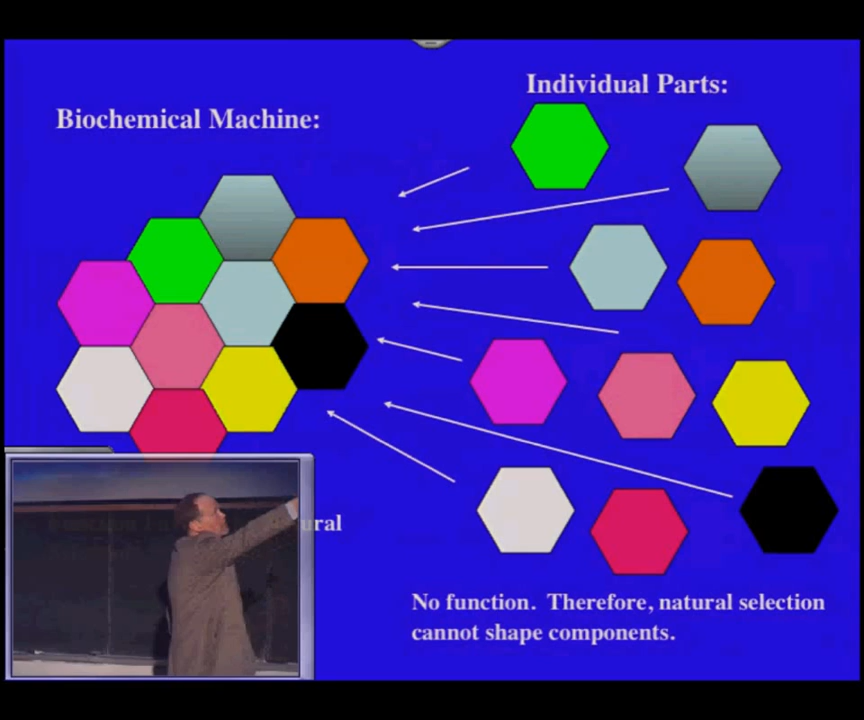 Individual Parts:
Biochemical Machine:
ural
No function. Therefore, natural selection
cannot shape components.